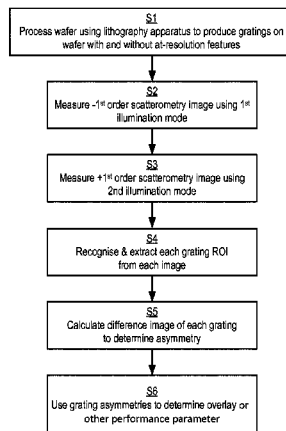 S1
Process wafer using lithography apparatus to produce gratings on
wafer with and without at-resolution features
S2
Measure -1st order scatterometry image using 1st
illumination mode
S3
Measure +1st order scatterometry image using
2nd illumination mode
S4
Recognise & extract each grating ROI
from each image
S5
Calculate difference image of each grating
to determine asymmetry
S6
Use grating asymmetries to determine overlay or
other performance parameter